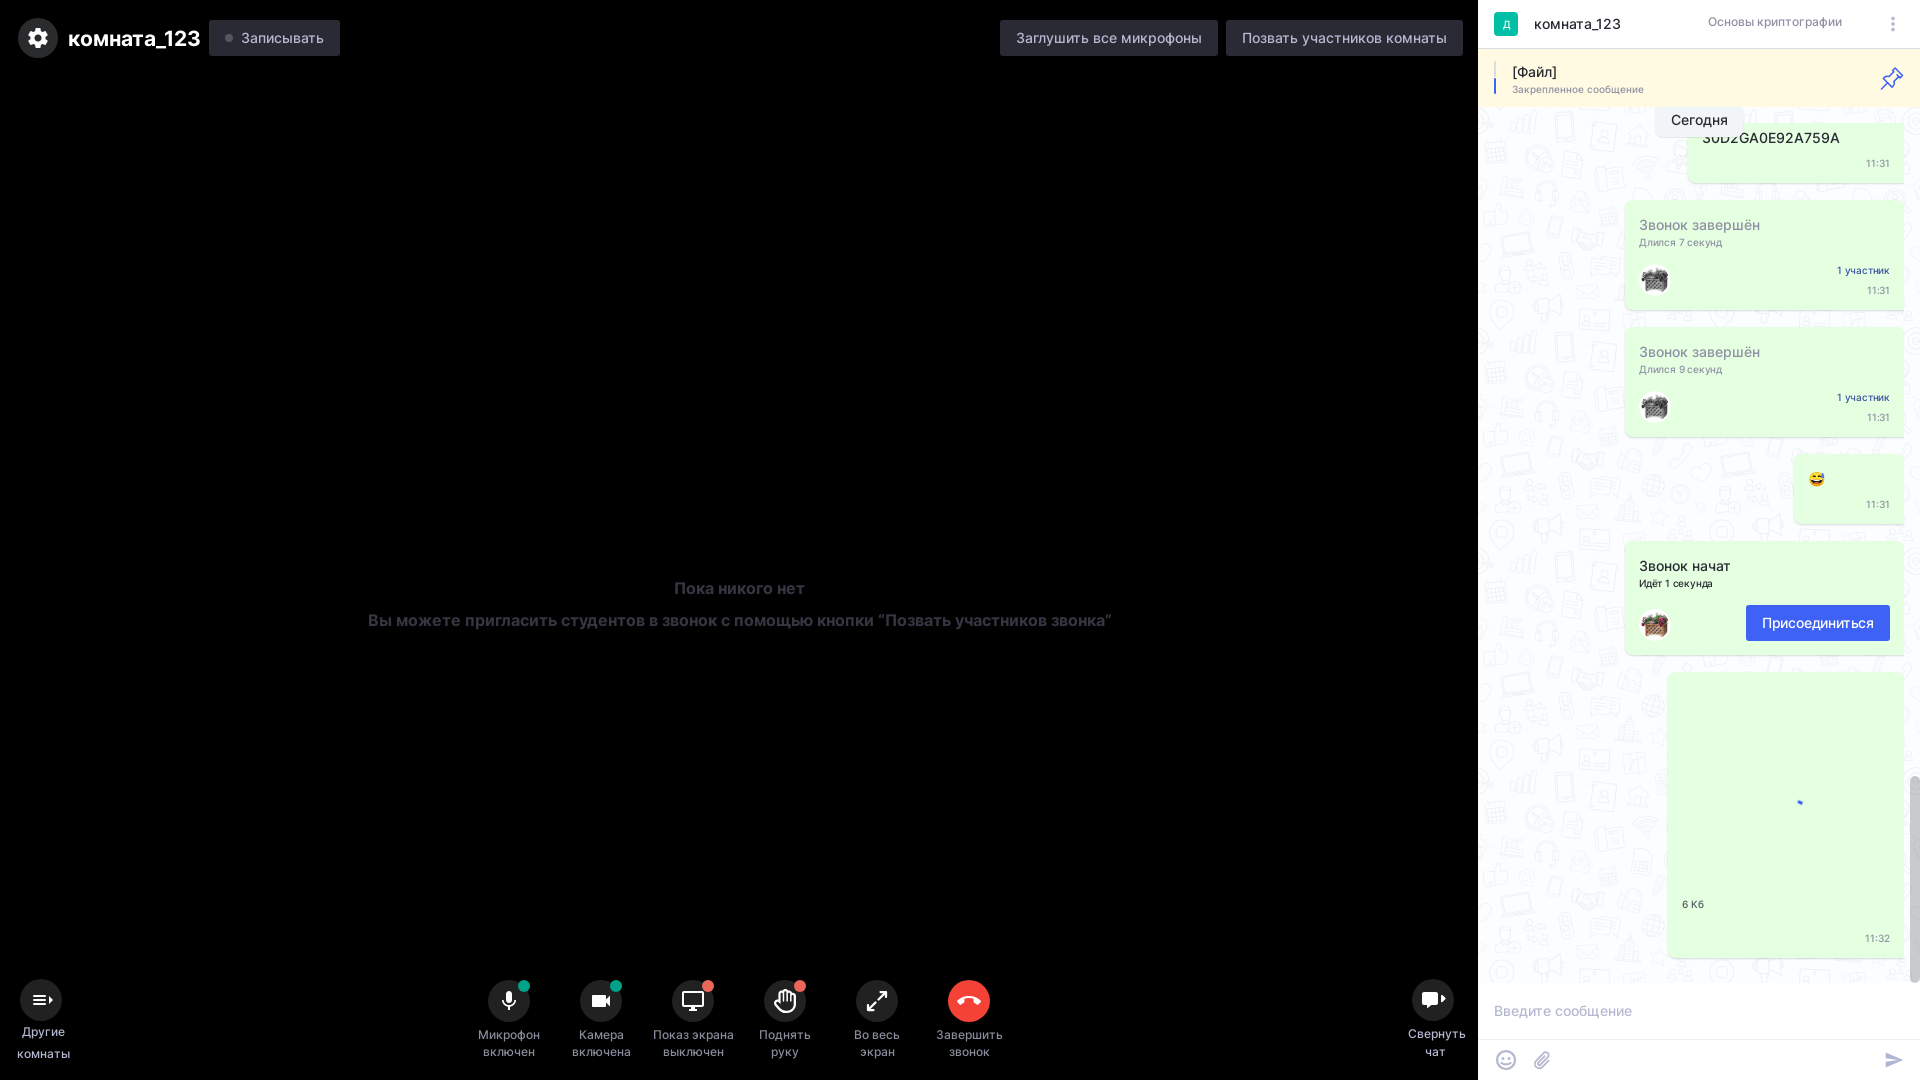 комната_123
Записывать
Заглушить все микрофоны
Позвать участников комнаты
Пока никого нет
Вы можете пригласить студентов в звонок с помощью кнопки “Позвать участников звонка”
Другие
комнаты
Микрофон
включен
Камера
включена
Показ экрана
выключен
Поднять
руку
Во весь
экран
Завершить
звонок
Свернуть
чат
Д
комната_123
Основы криптографии
[Файл]
Закрепленное сообщение
Сегодня
30D2GA0E92A759A
11:31
Звонок завершён
Длился 7 секунд
1 участник
11:31
Звонок завершён
Длился 9 секунд
1 участник
11:31
😅
11:31
Звонок начат
Идёт 1 секунда
Присоединиться
6 Кб
11:32
Введите сообщение